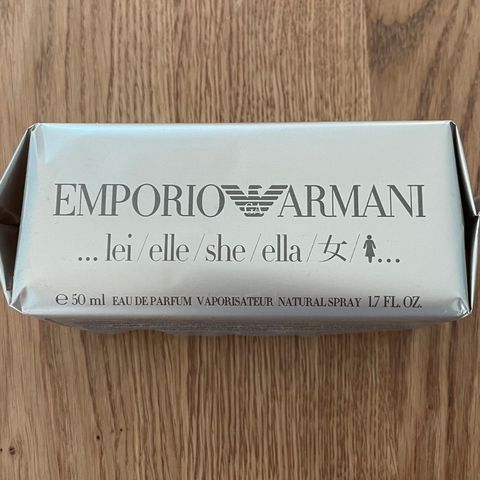 EMPORIO ARMANI
... lei/elle/she/ella/女/...
℮ 50 ml EAU DE PARFUM VAPORISATEUR NATURAL SPRAY 1.7 FL. OZ.